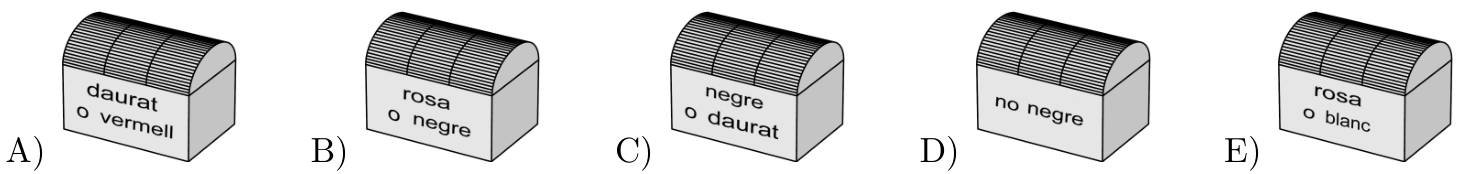 A) daurat
o vermell
B) rosa
o negre
C) negre
o daurat
D) no negre
E) rosa
o blanc